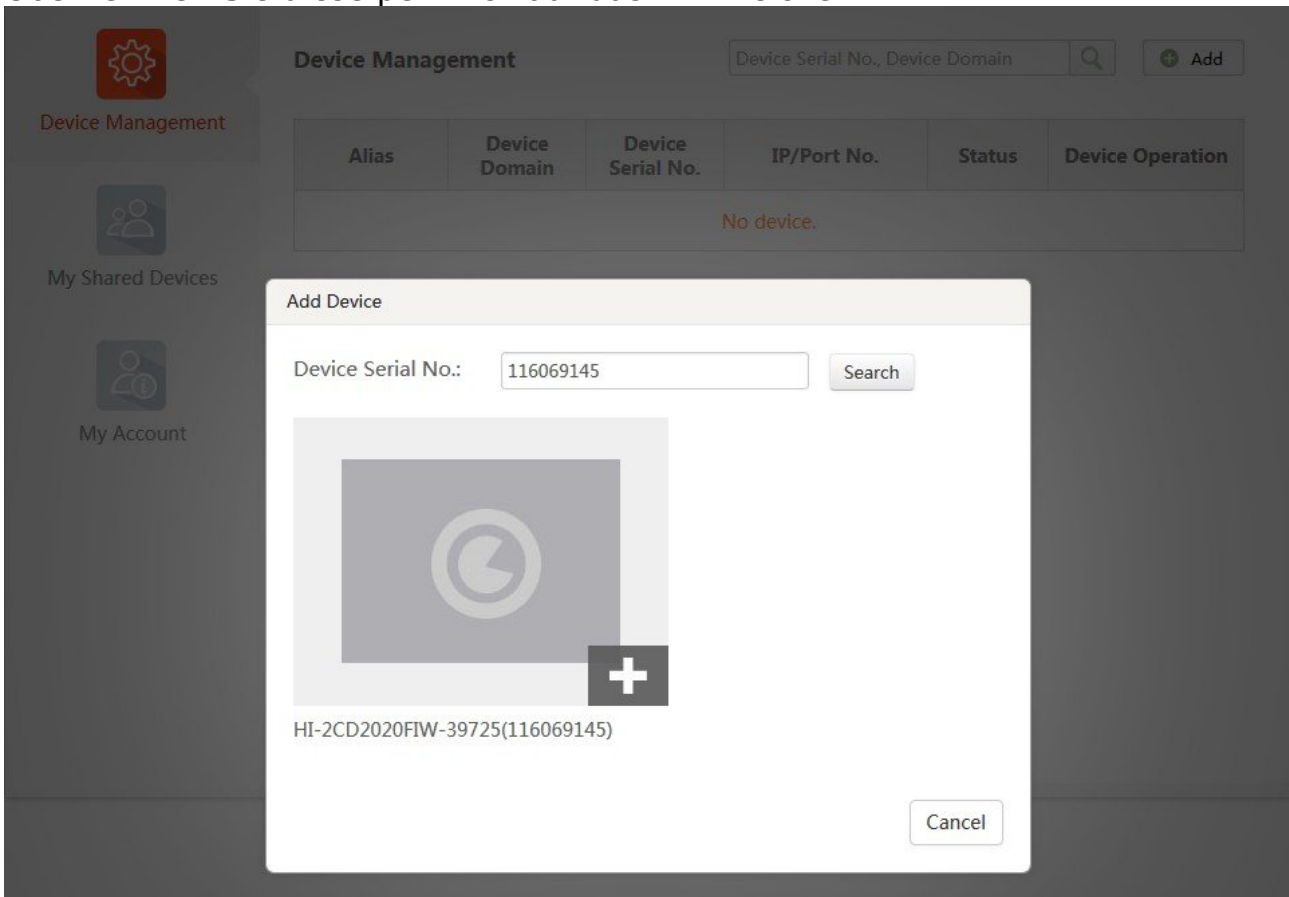 Device Management
Device Serial No., Device Domain
Add
Device Management
Alias
Device Domain
Device Serial No.
IP/Port No.
Status
Device Operation
No device.
My Shared Devices
My Account
Add Device
Device Serial No.:
116069145
Search
HI-2CD2020FIW-39725(116069145)
Cancel